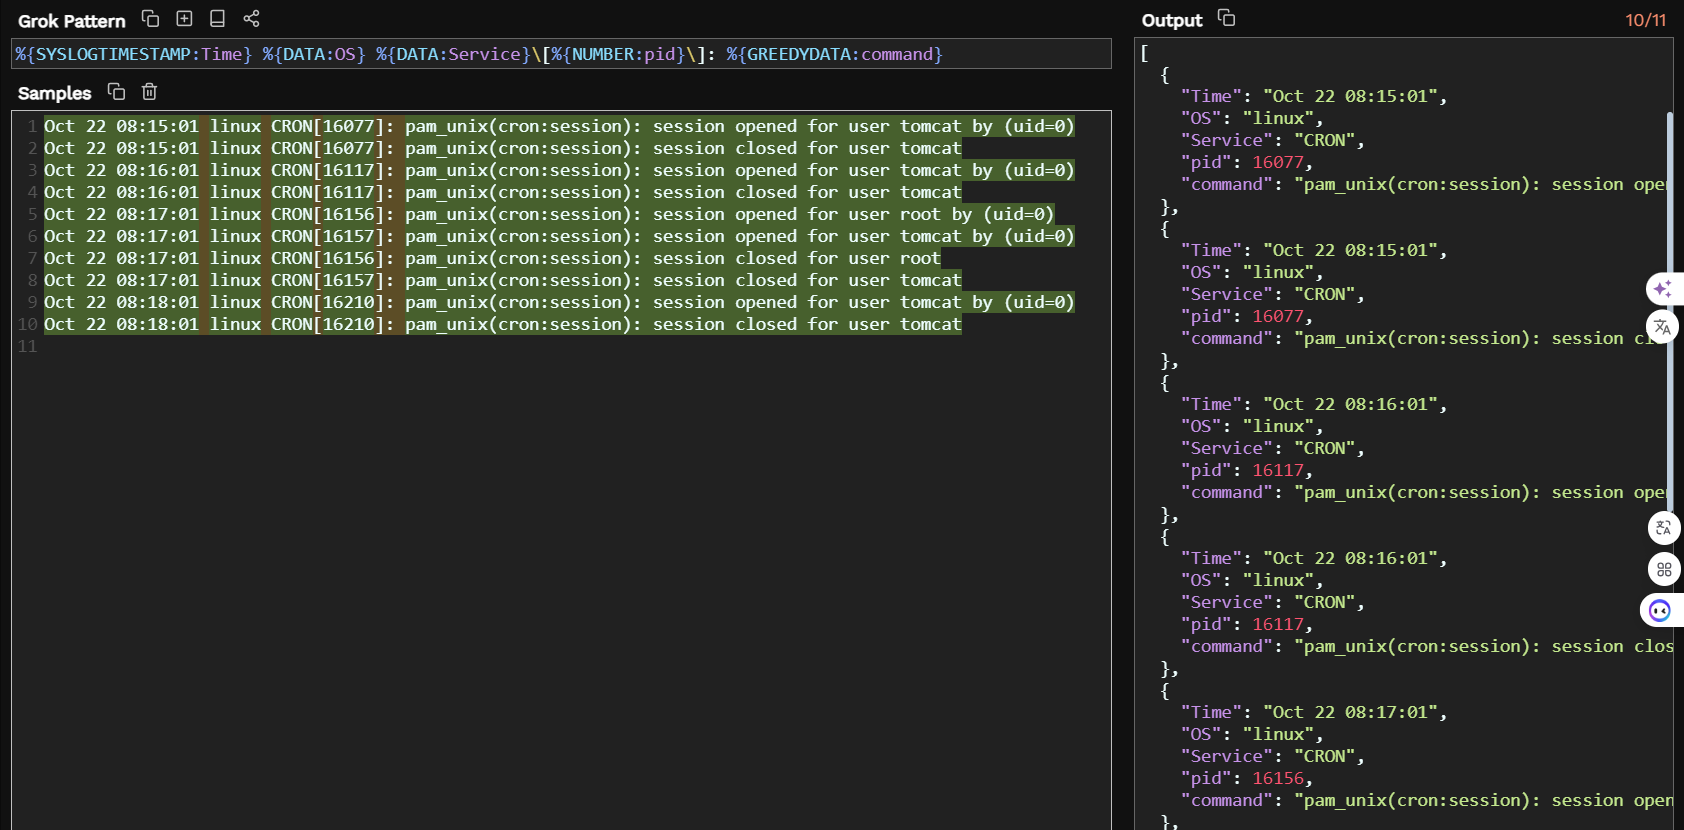 Grok Pattern
%{SYSLOGTIMESTAMP:Time} %{DATA:OS} %{DATA:Service}\[%{NUMBER:pid}\]: %{GREEDYDATA:command}
Samples
1 Oct 22 08:15:01 linux CRON[16077]: pam_unix(cron:session): session opened for user tomcat by (uid=0)
2 Oct 22 08:15:01 linux CRON[16077]: pam_unix(cron:session): session closed for user tomcat
3 Oct 22 08:16:01 linux CRON[16117]: pam_unix(cron:session): session opened for user tomcat by (uid=0)
4 Oct 22 08:16:01 linux CRON[16117]: pam_unix(cron:session): session closed for user tomcat
5 Oct 22 08:17:01 linux CRON[16156]: pam_unix(cron:session): session opened for user root by (uid=0)
6 Oct 22 08:17:01 linux CRON[16157]: pam_unix(cron:session): session opened for user tomcat by (uid=0)
7 Oct 22 08:17:01 linux CRON[16156]: pam_unix(cron:session): session closed for user root
8 Oct 22 08:17:01 linux CRON[16157]: pam_unix(cron:session): session closed for user tomcat
9 Oct 22 08:18:01 linux CRON[16210]: pam_unix(cron:session): session opened for user tomcat by (uid=0)
10 Oct 22 08:18:01 linux CRON[16210]: pam_unix(cron:session): session closed for user tomcat
11
Output 10/11
[
{
"Time": "Oct 22 08:15:01",
"OS": "linux",
"Service": "CRON",
"pid": 16077,
"command": "pam_unix(cron:session): session oper
},
{
"Time": "Oct 22 08:15:01",
"OS": "linux",
"Service": "CRON",
"pid": 16077,
"command": "pam_unix(cron:session): session cl
},
{
"Time": "Oct 22 08:16:01",
"OS": "linux",
"Service": "CRON",
"pid": 16117,
"command": "pam_unix(cron:session): session oper
},
{
"Time": "Oct 22 08:16:01",
"OS": "linux",
"Service": "CRON",
"pid": 16117,
"command": "pam_unix(cron:session): session clos
},
{
"Time": "Oct 22 08:17:01",
"OS": "linux",
"Service": "CRON",
"pid": 16156,
"command": "pam_unix(cron:session): session open
},